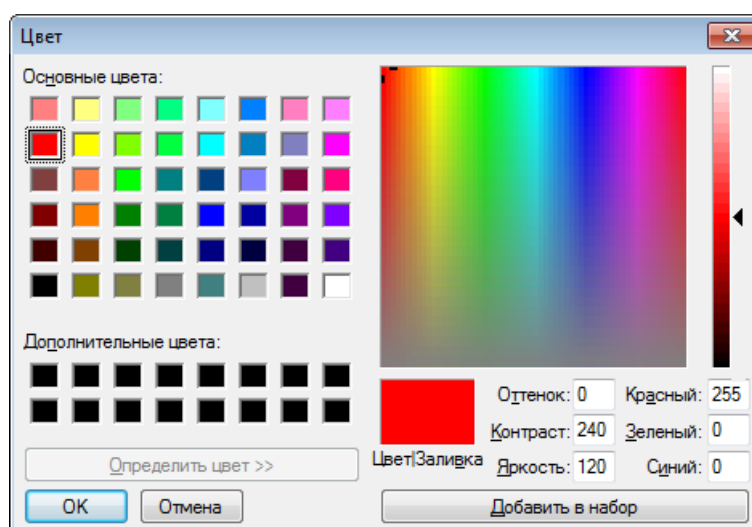 Цвет
Основные цвета:
Дополнительные цвета:
Определить цвет >>
OK
Отмена
Цвет|Заливка
Оттенок: 0
Контраст: 240
Яркость: 120
Красный: 255
Зеленый: 0
Синий: 0
Добавить в набор